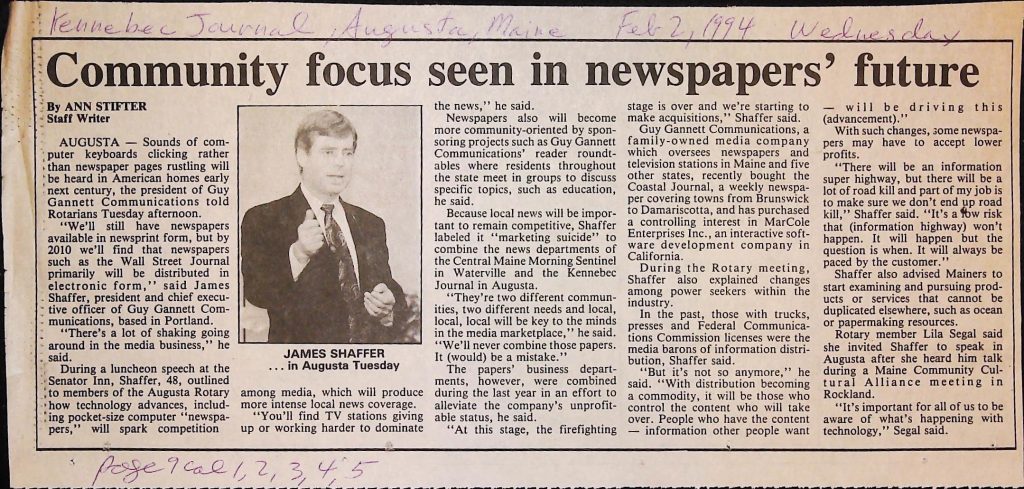 Kennebec Journal, Augusta, Maine Feb 2, 1994 Wednesday
Community focus seen in newspapers' future
By ANN STIFTER
Staff Writer
AUGUSTA — Sounds of com-
puter keyboards clicking rather
than newspaper pages rustling will
be heard in American homes early
next century, the president of Guy
Gannett Communications told
Rotarians Tuesday afternoon.
"We'll still have newspapers
available in newsprint form, but by
2010 we'll find that newspapers
such as the Wall Street Journal
primarily will be distributed in
electronic form," said James
Shaffer, president and chief execu-
tive officer of Guy Gannett Com-
munications, based in Portland.
"There's a lot of shaking going
around in the media business," he
said.
During a luncheon speech at the
Senator Inn, Shaffer, 48, outlined
to members of the Augusta Rotary
how technology advances, includ-
ing pocket-size computer "newspa-
pers," will spark competition
JAMES SHAFFER
. . . in Augusta Tuesday
among media, which will produce
more intense local news coverage.
"You'll find TV stations giving
up or working harder to dominate
the news," he said.
Newspapers also will become
more community-oriented by spon-
soring projects such as Guy Gannett
Communications' reader roundt-
ables where residents throughout
the state meet in groups to discuss
specific topics, such as education,
he said.
Because local news will be impor-
tant to remain competitive, Shaffer
labeled it "marketing suicide" to
combine the news departments of
the Central Maine Morning Sentinel
in Waterville and the Kennebec
Journal in Augusta.
"They're two different commun-
ities, two different needs and local,
local, local will be key to the minds
in the media marketplace," he said.
"We'll never combine those papers.
It (would) be a mistake."
The papers' business depart-
ments, however, were combined
during the last year in an effort to
alleviate the company's unprofit-
able status, he said.
"At this stage, the firefighting
stage is over and we're starting to
make acquisitions," Shaffer said.
Guy Gannett Communications, a
family-owned media company
which oversees newspapers and
television stations in Maine and five
other states, recently bought the
Coastal Journal, a weekly newspa-
per covering towns from Brunswick
to Damariscotta, and has purchased
a controlling interest in MarCole
Enterprises Inc., an interactive soft-
ware development company in
California.
During the Rotary meeting,
Shaffer also explained changes
among power seekers within the
industry.
In the past, those with trucks,
presses and Federal Communica-
tions Commission licenses were the
media barons of information distri-
bution, Shaffer said.
"But it's not so anymore," he
said. "With distribution becoming
a commodity, it will be those who
control the content who will take
over. People who have the content
— information other people want
— will be driving this
(advancement)."
With such changes, some newspa-
pers may have to accept lower
profits.
"There will be an information
super highway, but there will be a
lot of road kill and part of my job is
to make sure we don't end up road
kill," Shaffer said. "It's a low risk
that (information highway) won't
happen. It will happen but the
question is when. It will always be
paced by the customer."
Shaffer also advised Mainers to
start examining and pursuing prod-
ucts or services that cannot be
duplicated elsewhere, such as ocean
or papermaking resources.
Rotary member Lila Segal said
she invited Shaffer to speak in
Augusta after she heard him talk
during a Maine Community Cul-
tural Alliance meeting in
Rockland.
"It's important for all of us to be
aware of what's happening with
technology," Segal said.
page 9 col 1, 2, 3, 4, 5